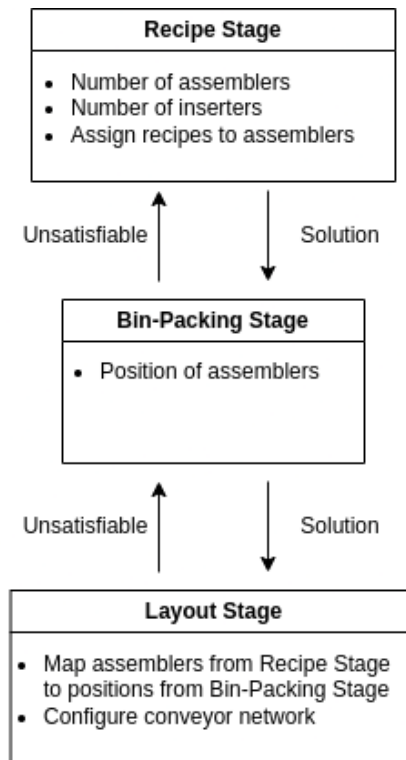 Recipe Stage
• Number of assemblers
• Number of inserters
• Assign recipes to assemblers
Unsatisfiable
Solution
Bin-Packing Stage
• Position of assemblers
Unsatisfiable
Solution
Layout Stage
• Map assemblers from Recipe Stage
to positions from Bin-Packing Stage
• Configure conveyor network